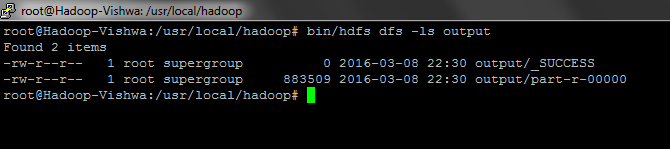 root@Hadoop-Vishwa: /usr/local/hadoop
root@Hadoop-Vishwa:/usr/local/hadoop# bin/hdfs dfs -ls output
Found 2 items
-rw-r--r-- 1 root supergroup 0 2016-03-08 22:30 output/_SUCCESS
-rw-r--r-- 1 root supergroup 883509 2016-03-08 22:30 output/part-r-00000
root@Hadoop-Vishwa:/usr/local/hadoop#